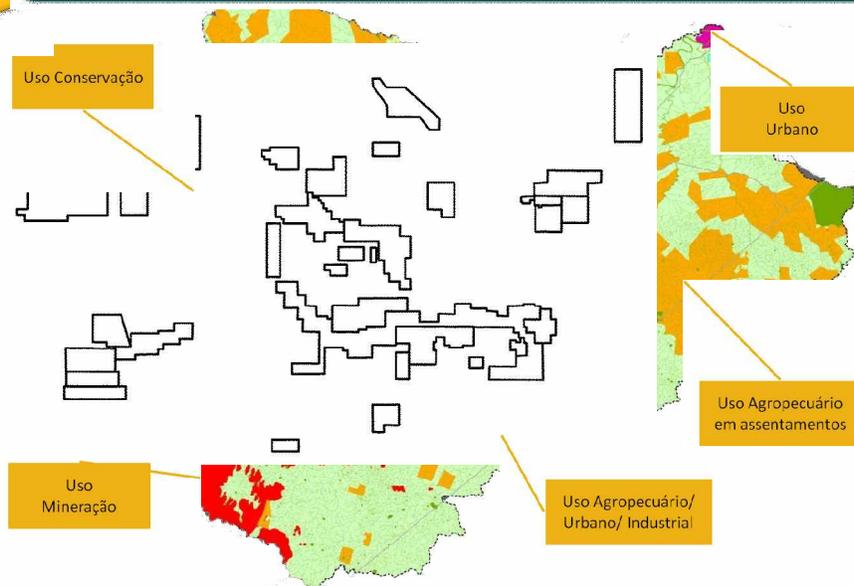 Uso Conservação
Uso
Urbano
Uso Agropecuário
em assentamentos
Uso
Mineração
Uso Agropecuário/
Urbano/ Industrial